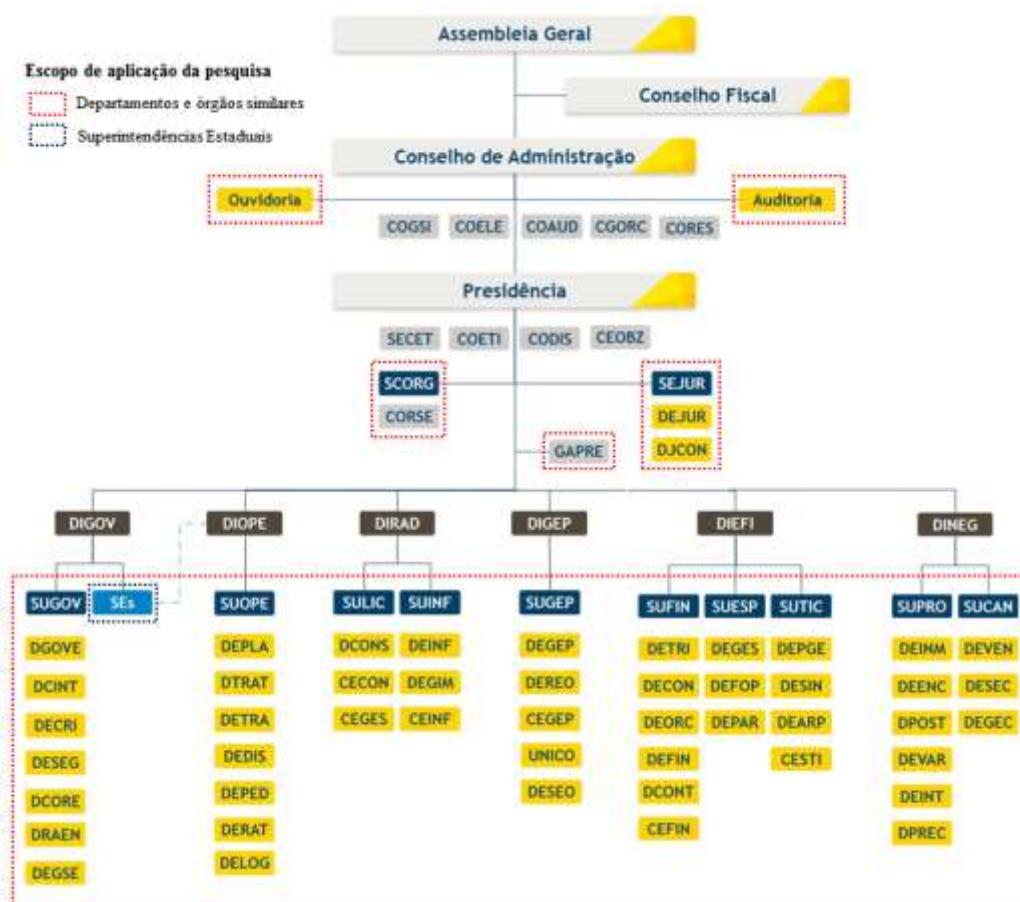 Assembleia Geral
Escopo de aplicação da pesquisa
Departamentos e órgãos similares
Superintendências Estaduais
Conselho Fiscal
Conselho de Administração
Ouvidoria
Auditoria
COGSI COELE COAUD CGORC CORES
Presidência
SECET COETI CODIS CEOBZ
SCORG SEJUR
CORSE DEJUR
GAPRE DJCON
DIGOV DIOPE DIRAD DIGEP DIEFI DINEG
SUGOV SEs SUOPE SULIC SUINF SUGEP SUFIN SUESP SUTIC SUPRO SUCAN
DGOVE DEPLA DCONS DEINF DEGEP DETRI DEGES DEPGE DEINM DEVEN
DCINT DTRAT CECON DEGIM DEREO DECON DEFOP DESIN DEENC DESEC
DECRI DETRA CEGES CEINF CEGEP DEORC DEPAR DEARP DPOST DEGEC
DESEG DEDIS UNICO DEFIN CESTI DEVAR
DCORE DEPED DESEO DCONT DEINT
DRAEN DERAT CEFIN DPREC
DEGSE DELOG